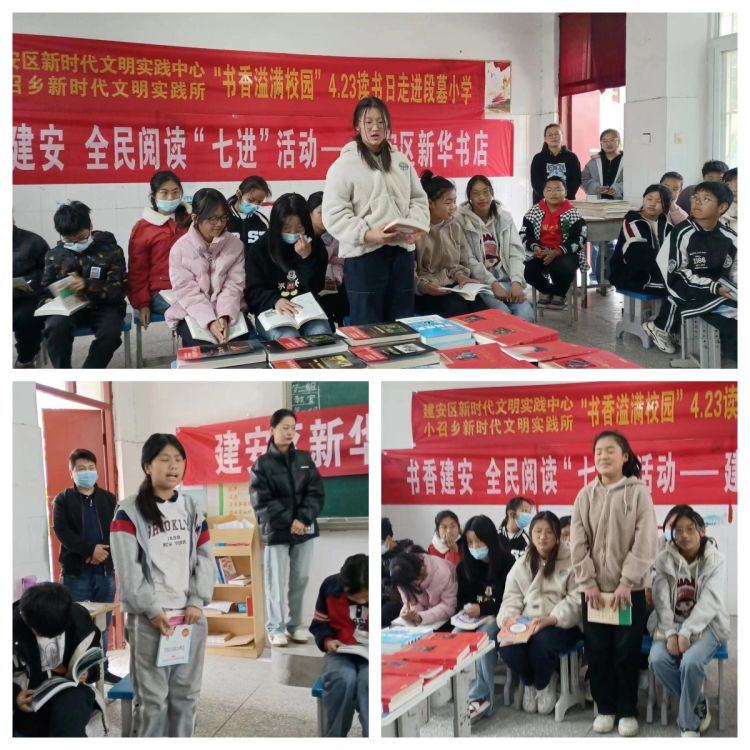 安区新时代文明实践中心
召乡新时代文明实践所
“书香溢满校园”4.23读书日走进段墓小学
建安 全民阅读“七进”活动——
安区新华书店
建安区新华
BROOKLYN
NEW YORK
建安区新时代文明实践中心
小召乡新时代文明实践所
“书香溢满校园”4.23读
书香建安 全民阅读“七
活动——建